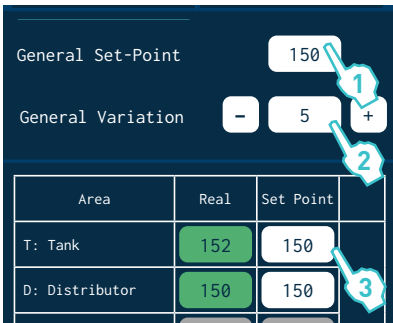 General Set-Point 150
1
General Variation - 5 +
2
Area Real Set Point
T: Tank 152 150
3
D: Distributor 150 150